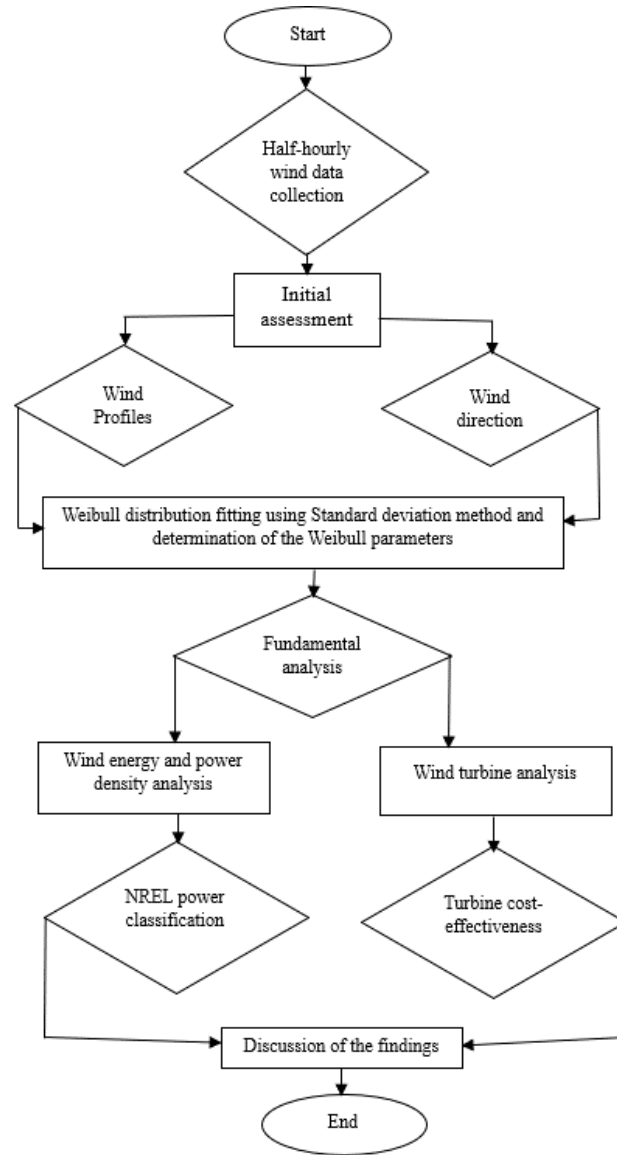 Start
Half-hourly
wind data
collection
Initial
assessment
Wind
Profiles
Wind
direction
Weibull distribution fitting using Standard deviation method and
determination of the Weibull parameters
Fundamental
analysis
Wind energy and power
density analysis
Wind turbine analysis
NREL power
classification
Turbine cost-
effectiveness
Discussion of the findings
End